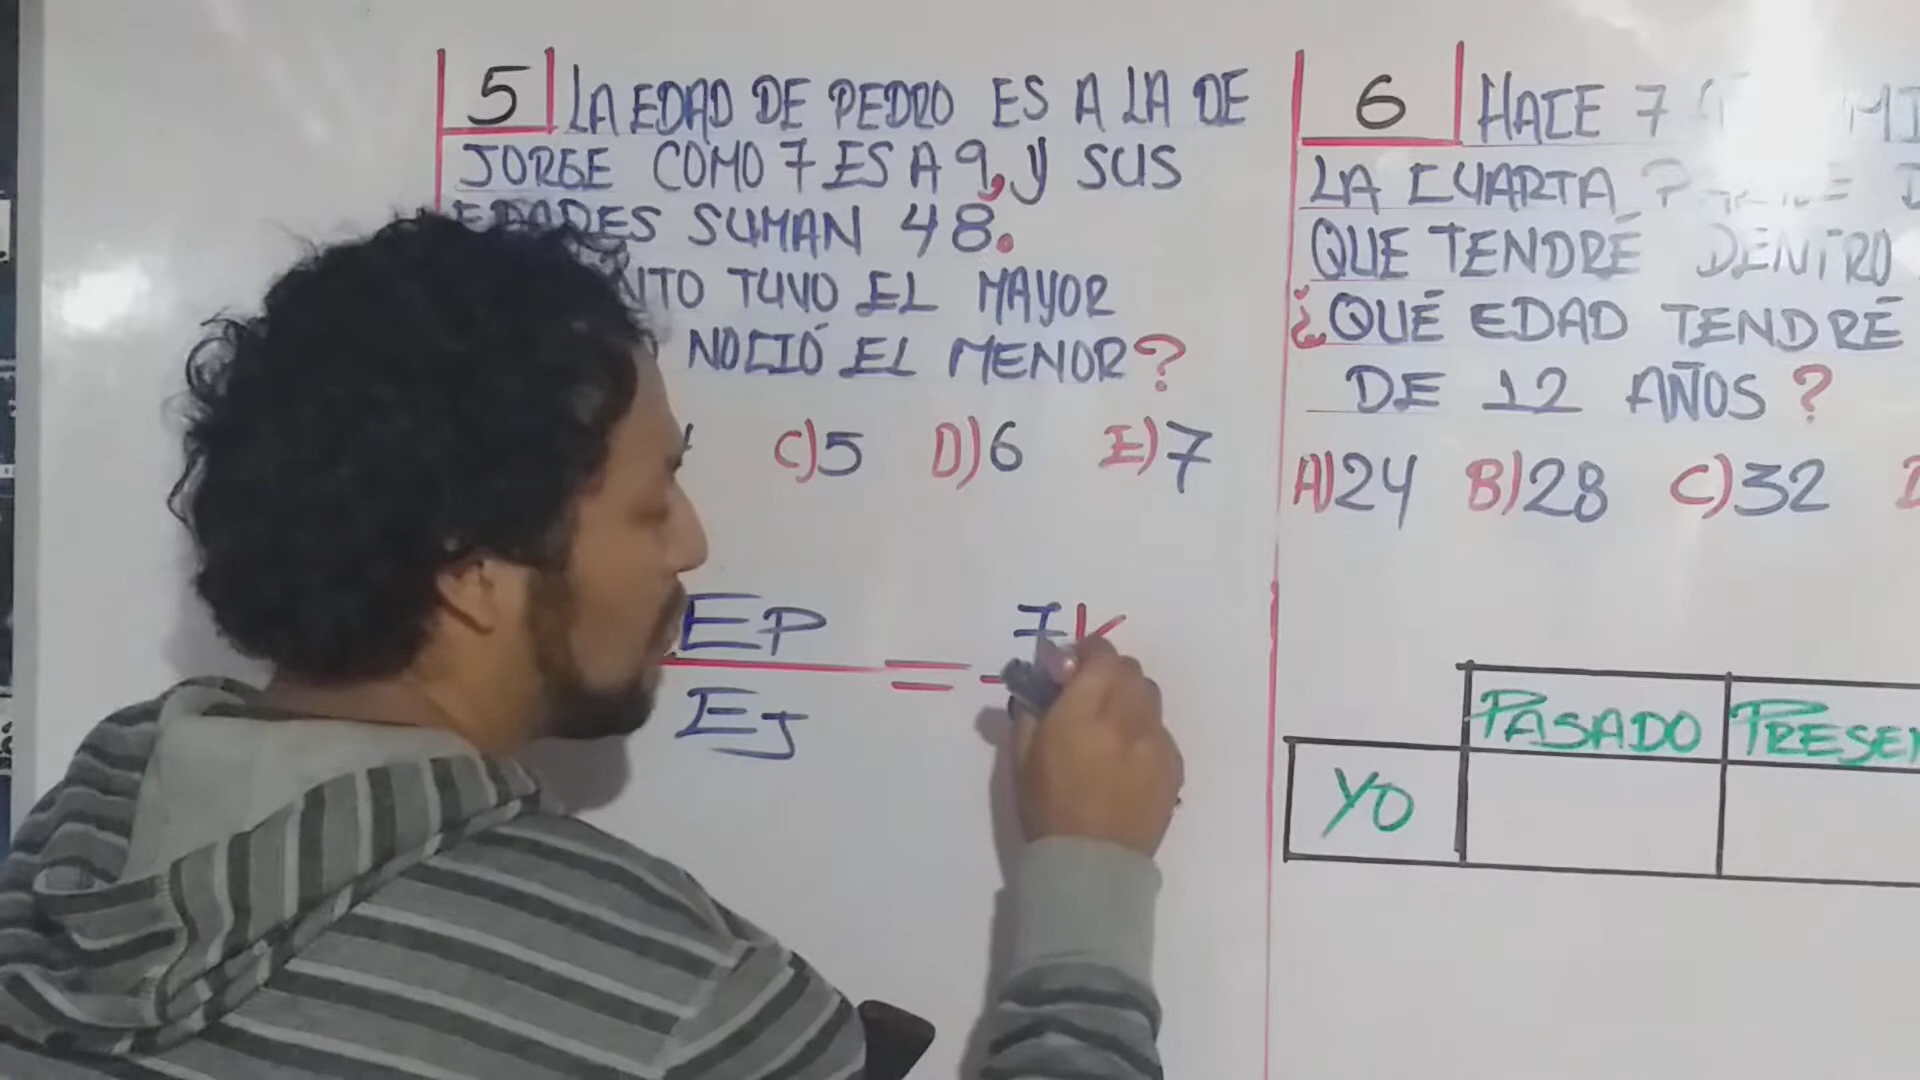 5 LA EDAD DE PEDRO ES A LA DE
JORGE COMO 7 ES A 9, Y SUS
EDADES SUMAN 48.
TUVO EL MAYOR
NACIÓ EL MENOR?
C)5 D)6 E)7
EP = 7K
EJ
6 HACE 7
LA CUARTA
QUE TENDRÉ DENTRO
¿QUÉ EDAD TENDRÉ
DE 12 AÑOS?
A)24 B)28 C)32
PASADO
YO